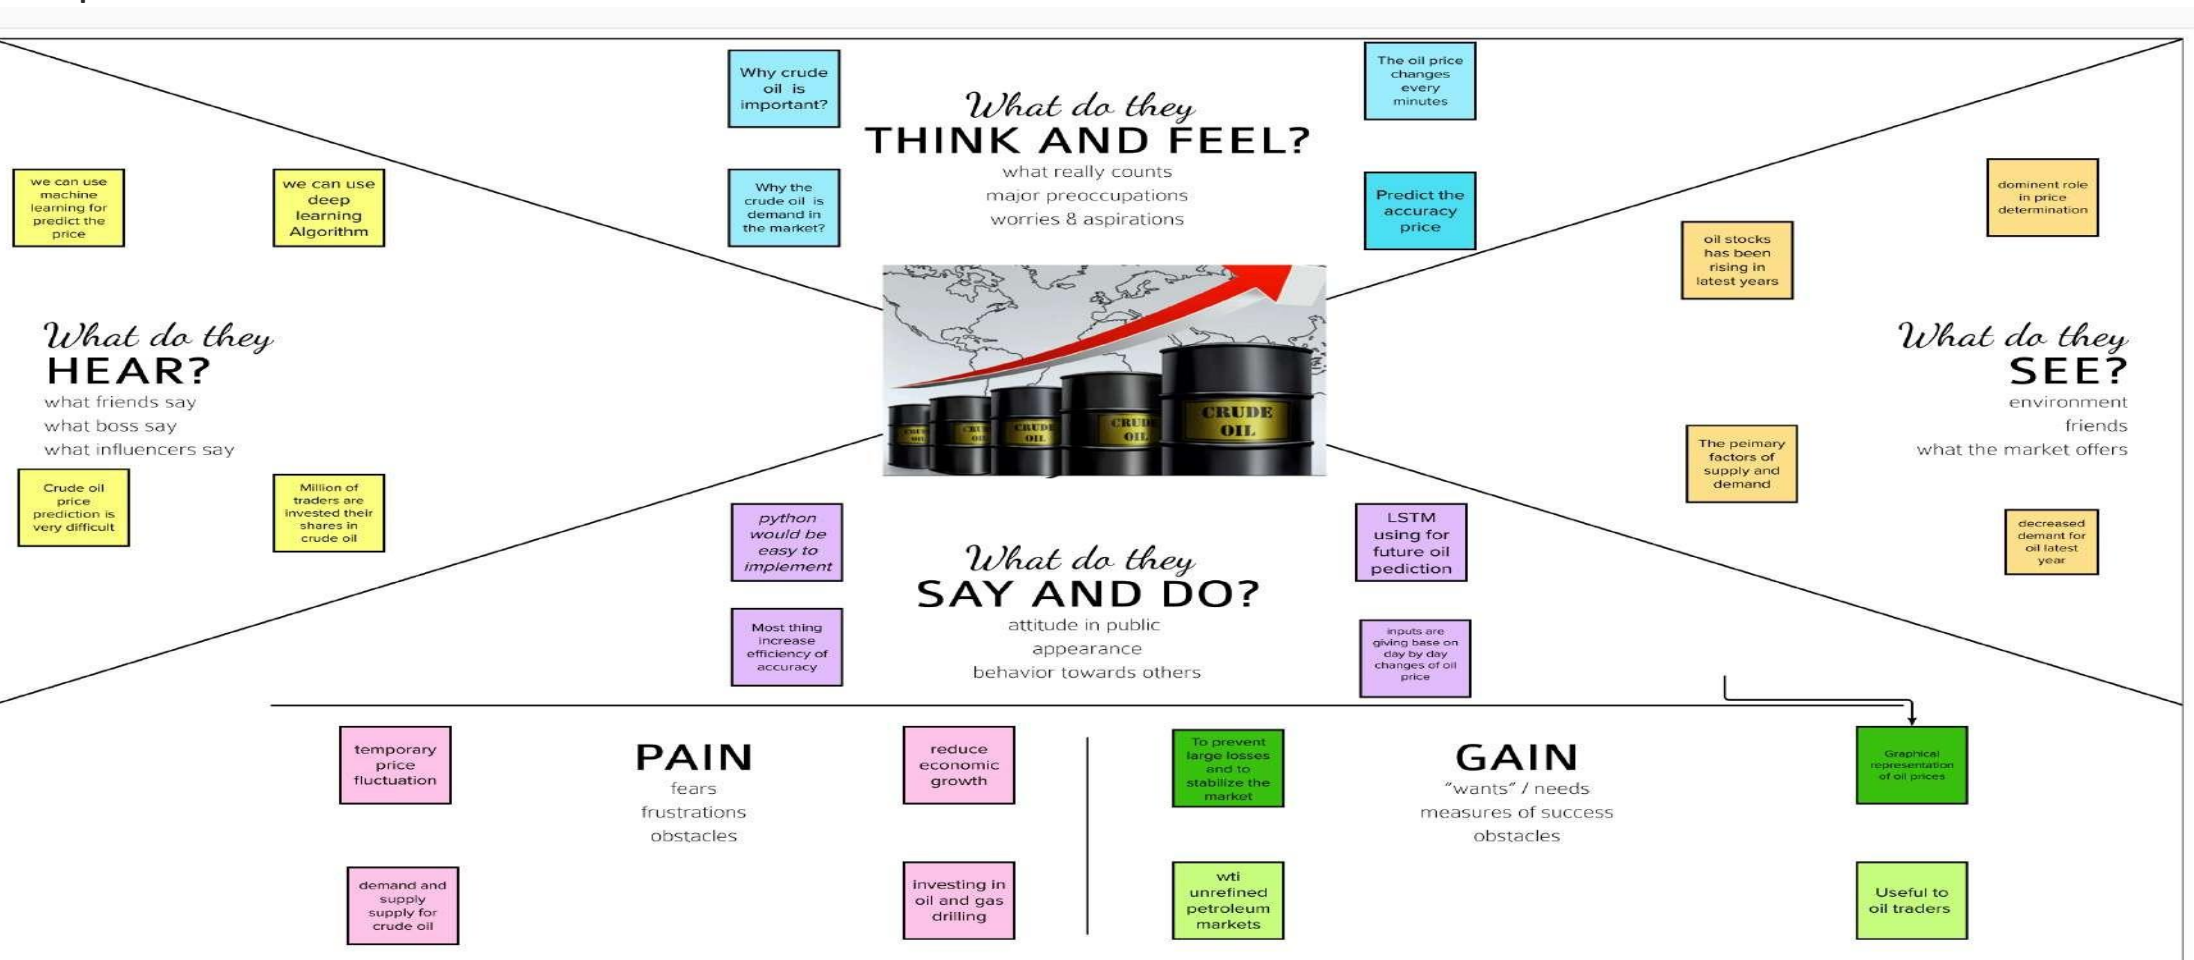 Why crude
oil is
important?
What do they
THINK AND FEEL?
what really counts
major preoccupations
worries & aspirations
The oil price
changes
every
minutes
Why the
crude oil is
demand in
the market?
Predict the
accuracy
price
we can use
machine
learning for
predict the
price
we can use
deep
learning
Algorithm
What do they
HEAR?
what friends say
what boss say
what influencers say
Crude oil
price
prediction is
very difficult
Million of
traders are
invested their
shares in
crude oil
CRUDE
OIL
CRUDE
OIL
CRUDE
OIL
dominent role
in price
determination
oil stocks
has been
rising in
latest years
What do they
SEE?
environment
friends
what the market offers
The peimary
factors of
supply and
demand
decreased
demant for
oil latest
year
python
would be
easy to
implement
What do they
SAY AND DO?
attitude in public
appearance
behavior towards others
LSTM
using for
future oil
pediction
Most thing
increase
efficiency of
accuracy
inputs are
giving base on
day by day
changes of oil
price
temporary
price
fluctuation
PAIN
fears
frustrations
obstacles
reduce
economic
growth
demand and
supply
supply for
crude oil
investing in
oil and gas
drilling
To prevent
large losses
and to
stabilize the
market
GAIN
"wants" / needs
measures of success
obstacles
Graphical
representation
of oil prices
wti
unrefined
petroleum
markets
Useful to
oil traders